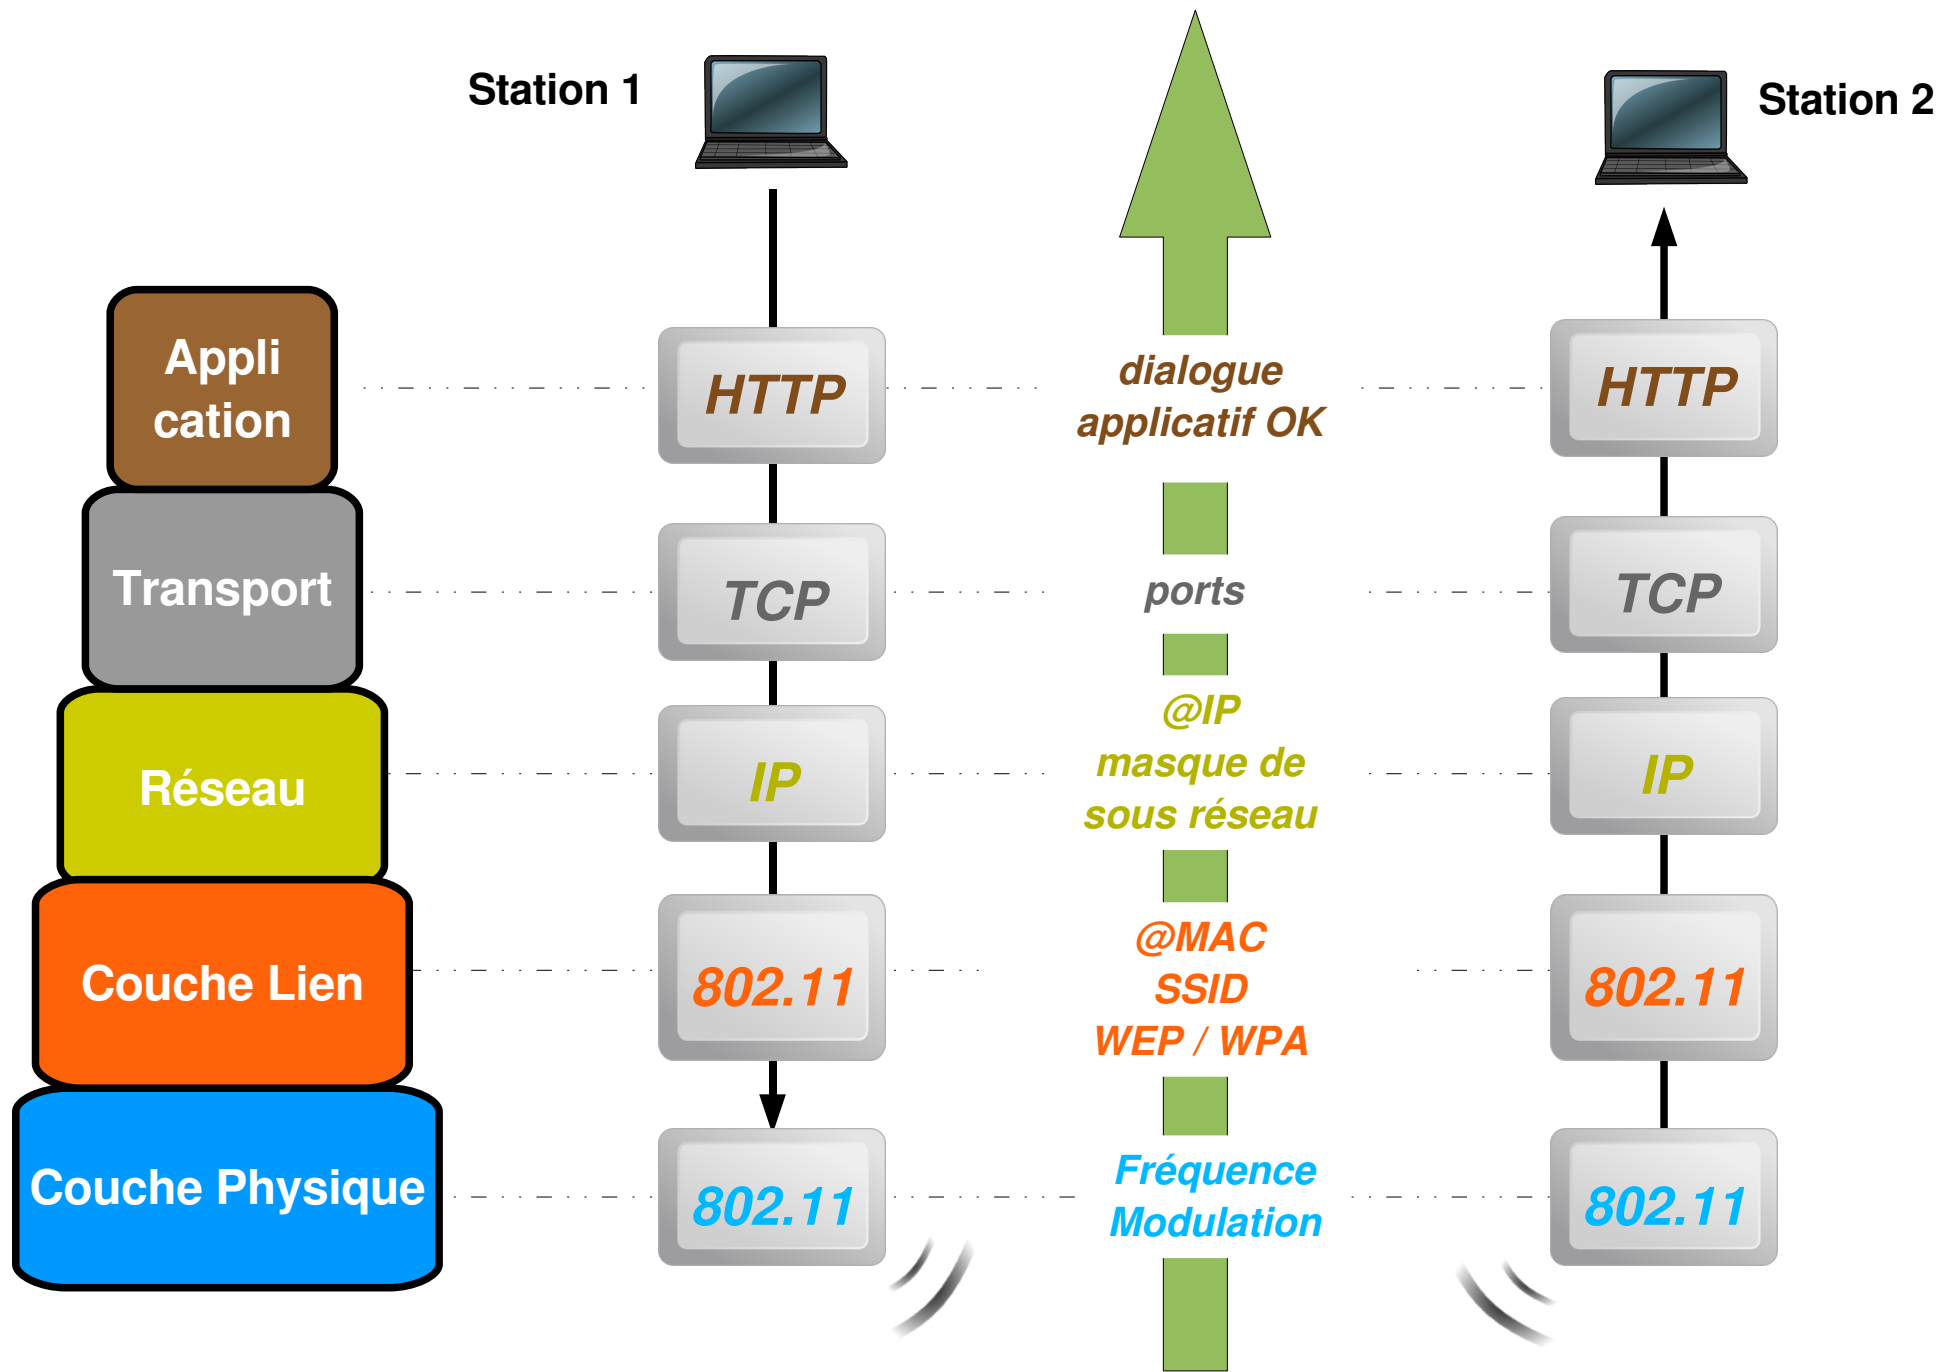 Station 1
Station 2
Appli
cation
HTTP
dialogue
applicatif OK
HTTP
Transport
TCP
ports
TCP
Réseau
IP
@IP
masque de
sous réseau
IP
Couche Lien
802.11
@MAC
SSID
WEP / WPA
802.11
Couche Physique
802.11
Fréquence
Modulation
802.11